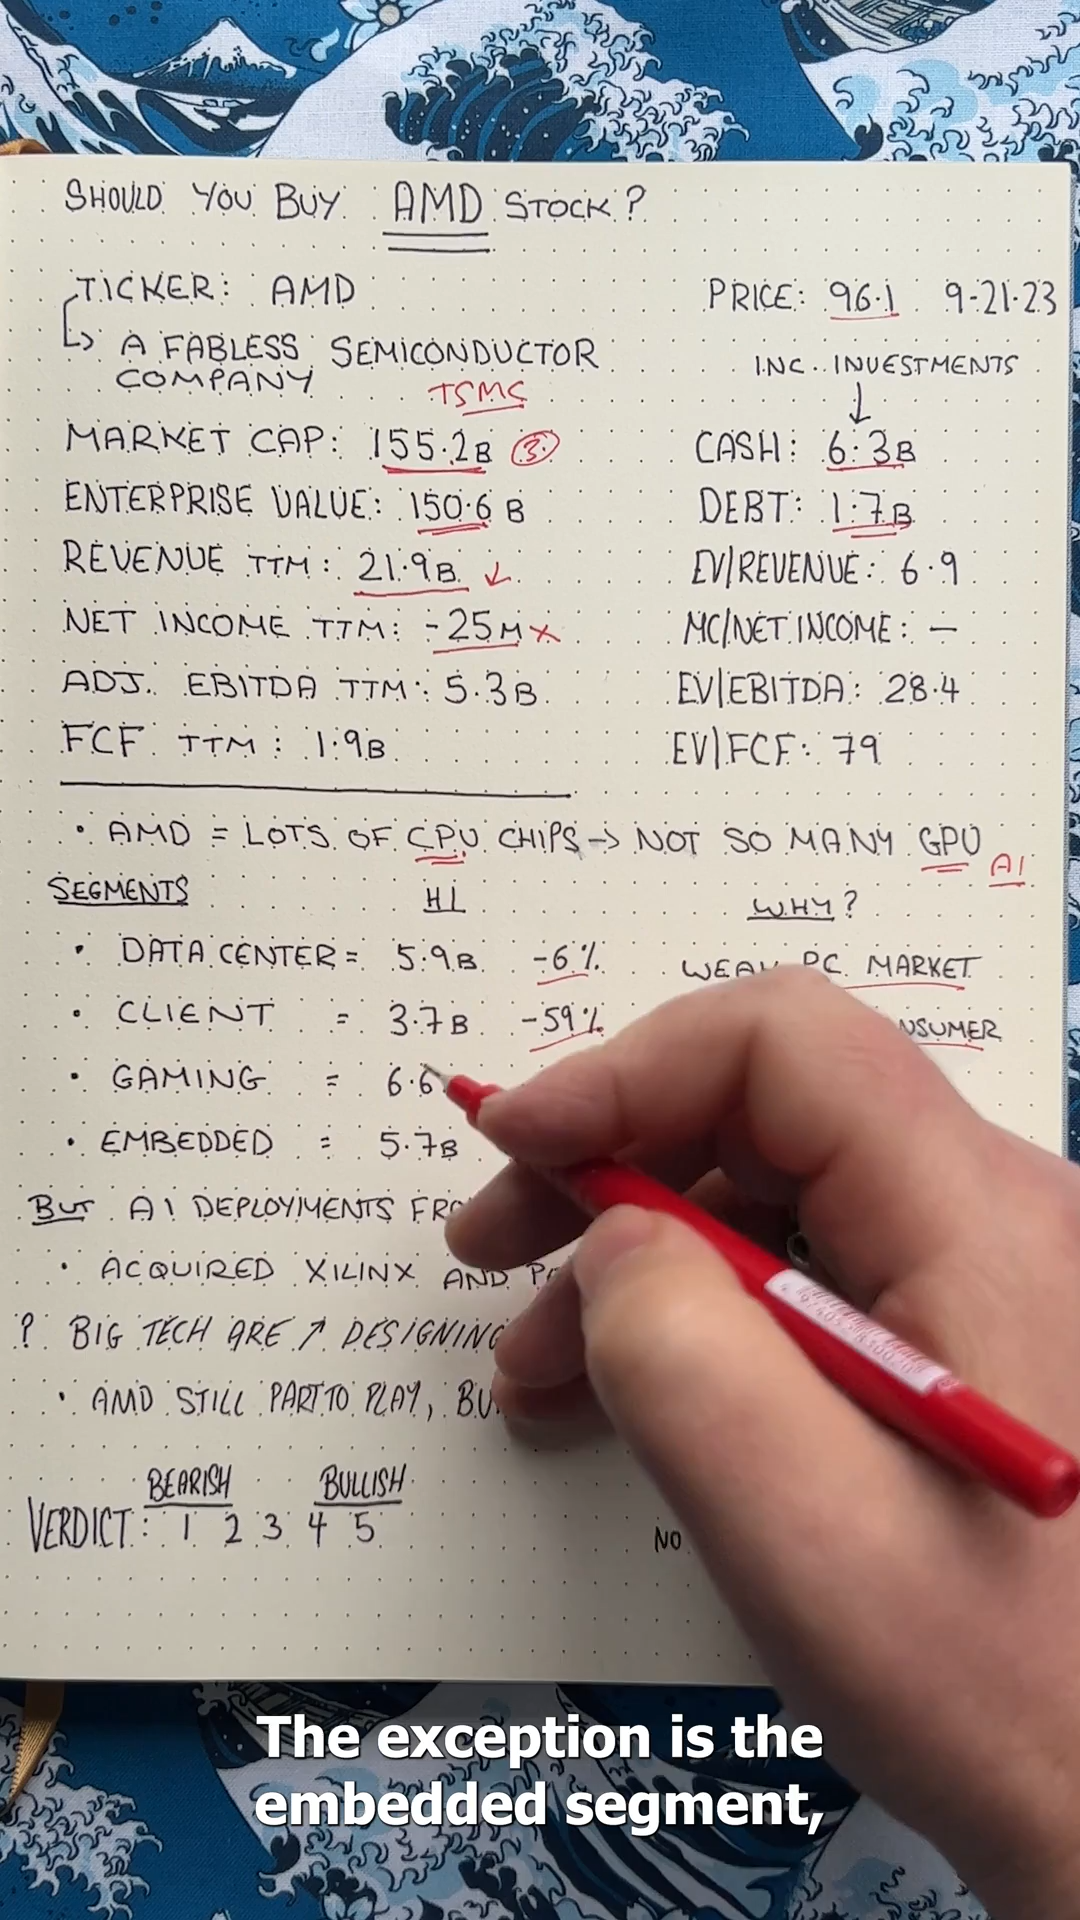 SHOULD YOU BUY AMD STOCK?
TICKER: AMD
PRICE: 96.1 9-21-23
A FABLESS SEMICONDUCTOR
COMPANY
TSMC
INC. INVESTMENTS
MARKET CAP: 155.2B 3.
CASH: 6.3B
ENTERPRISE VALUE: 150.6 B
DEBT: 1.7B
REVENUE TTM: 21.9B ↓
EV/REVENUE: 6.9
NET INCOME TTM: -25M X
MC/NET INCOME: —
ADJ. EBITDA TTM: 5.3B
EV/EBITDA: 28.4
FCF TTM: 1.9B
EV/FCF: 79
• AMD = LOTS OF CPU CHIPS → NOT SO MANY GPU
AI
SEGMENTS H1 WHY?
• DATA CENTER = 5.9B -6% WEAK PC MARKET
• CLIENT = 3.7B -59%
• GAMING = 6.6
• EMBEDDED = 5.7B
BUT AI DEPLOYMENTS
• ACQUIRED XILINX AND
? BIG TECH ARE ↗ DESIGNING
• AMD STILL PART TO PLAY,
BEARISH BULLISH
VERDICT: 1 2 3 4 5
NO
The exception is the
embedded segment,